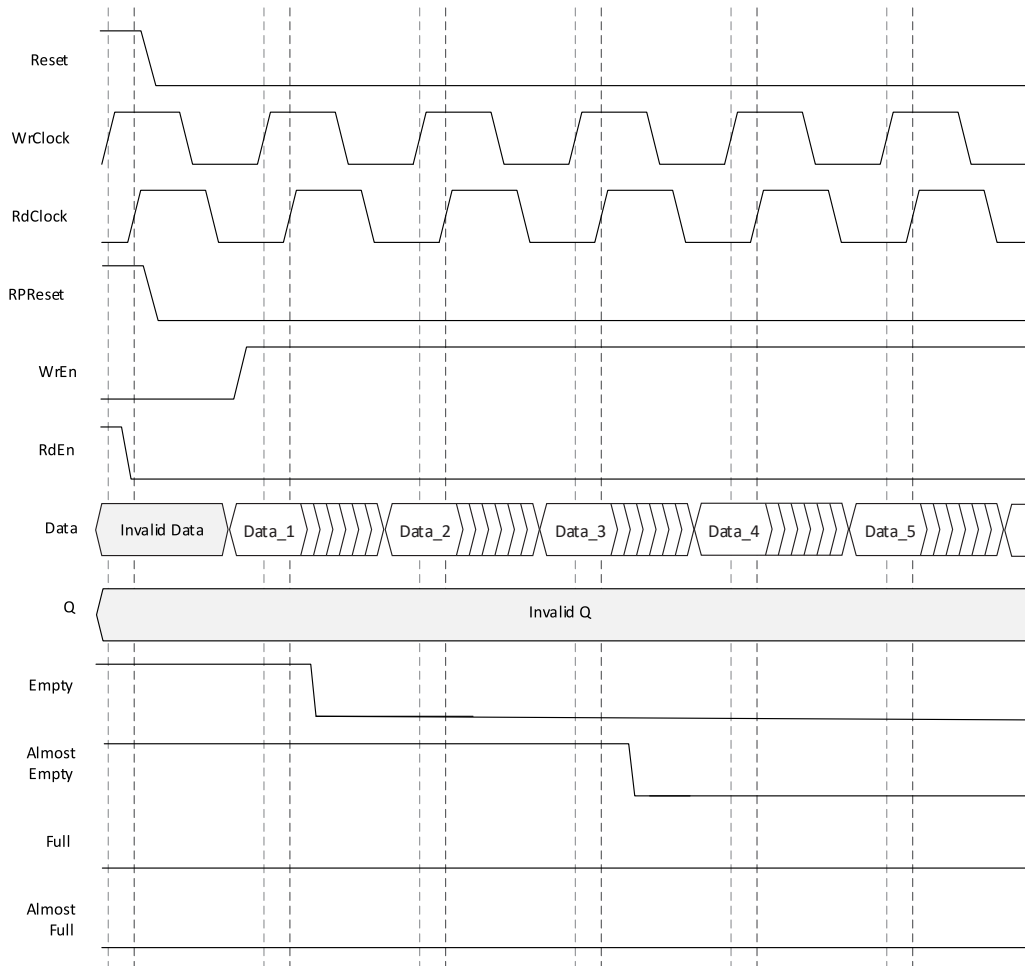 Reset
WrClock
RdClock
RPReset
WrEn
RdEn
Data
Invalid Data
Data_1
Data_2
Data_3
Data_4
Data_5
Q
Invalid Q
Empty
Almost
Empty
Full
Almost
Full